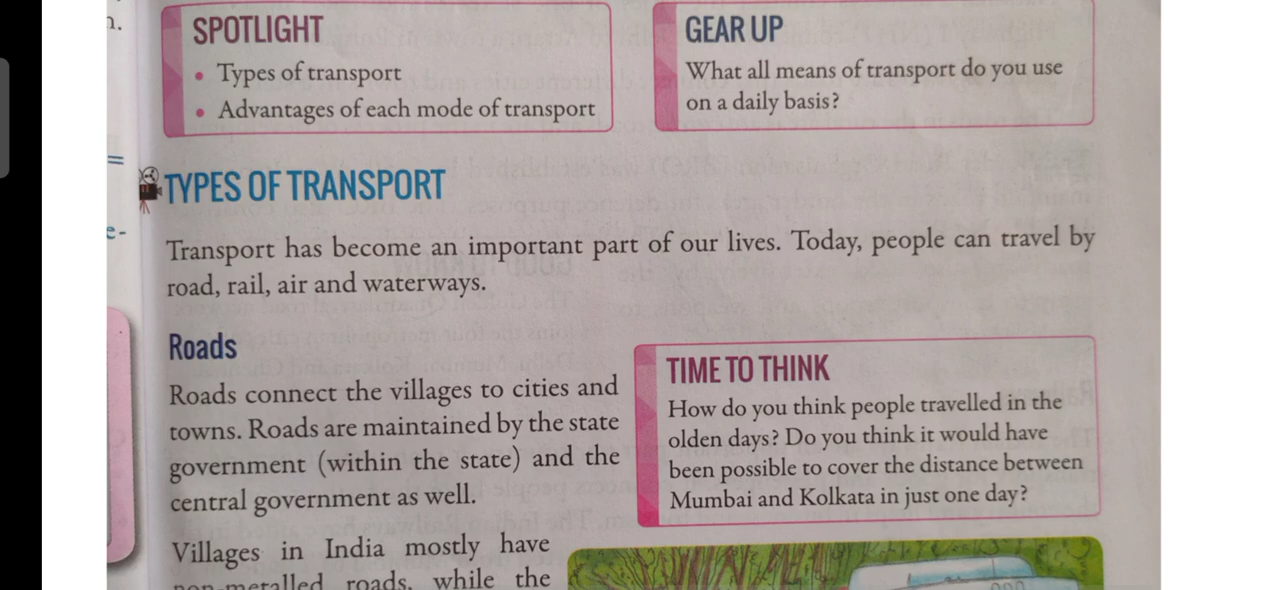 n.
SPOTLIGHT
• Types of transport
• Advantages of each mode of transport
GEAR UP
What all means of transport do you use
on a daily basis?
=
e-
TYPES OF TRANSPORT
Transport has become an important part of our lives. Today, people can travel by
road, rail, air and waterways.
Roads
Roads connect the villages to cities and
towns. Roads are maintained by the state
government (within the state) and the
central government as well.
TIME TO THINK
How do you think people travelled in the
olden days? Do you think it would have
been possible to cover the distance between
Mumbai and Kolkata in just one day?
Villages in India mostly have
non-metalled roads, while the